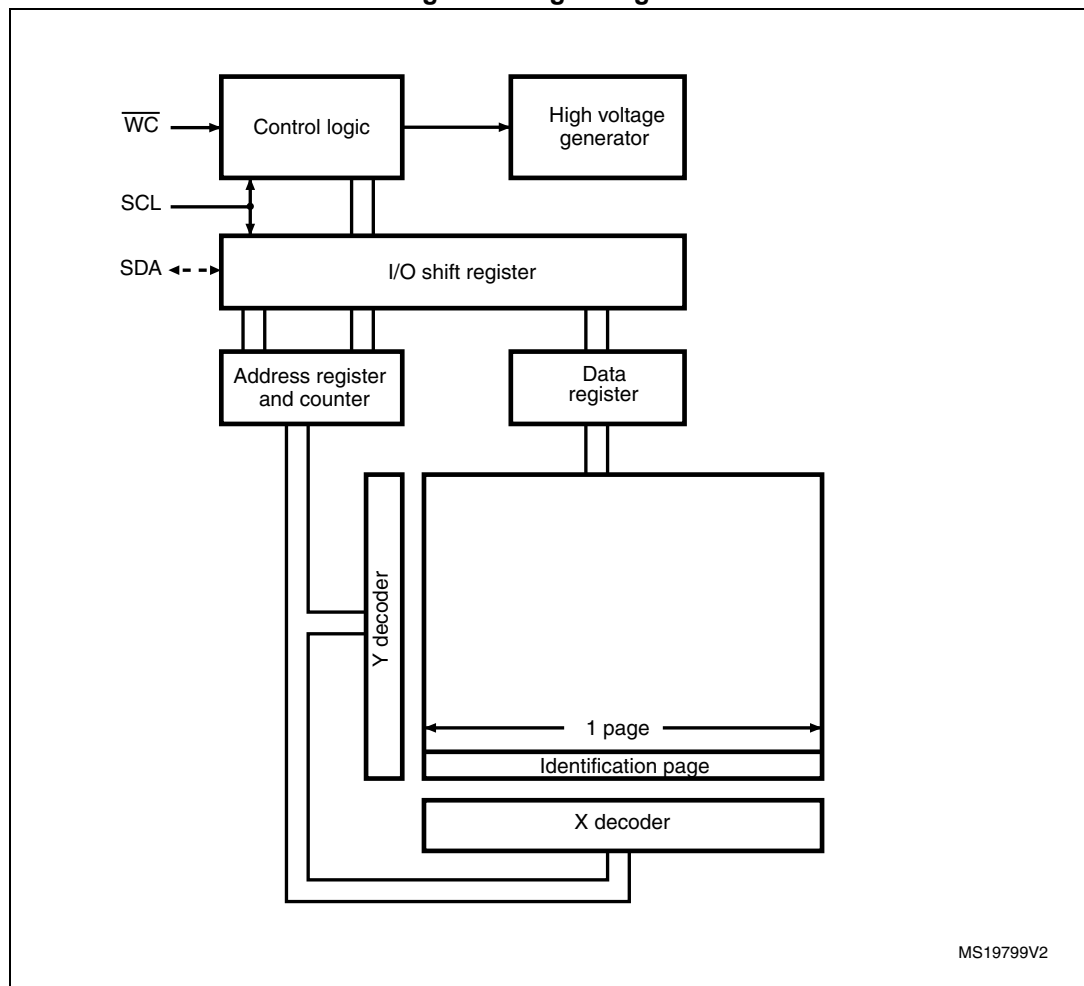 W̅C̅
Control logic
High voltage
generator
SCL
SDA
I/O shift register
Address register
and counter
Data
register
Y decoder
1 page
Identification page
X decoder
MS19799V2